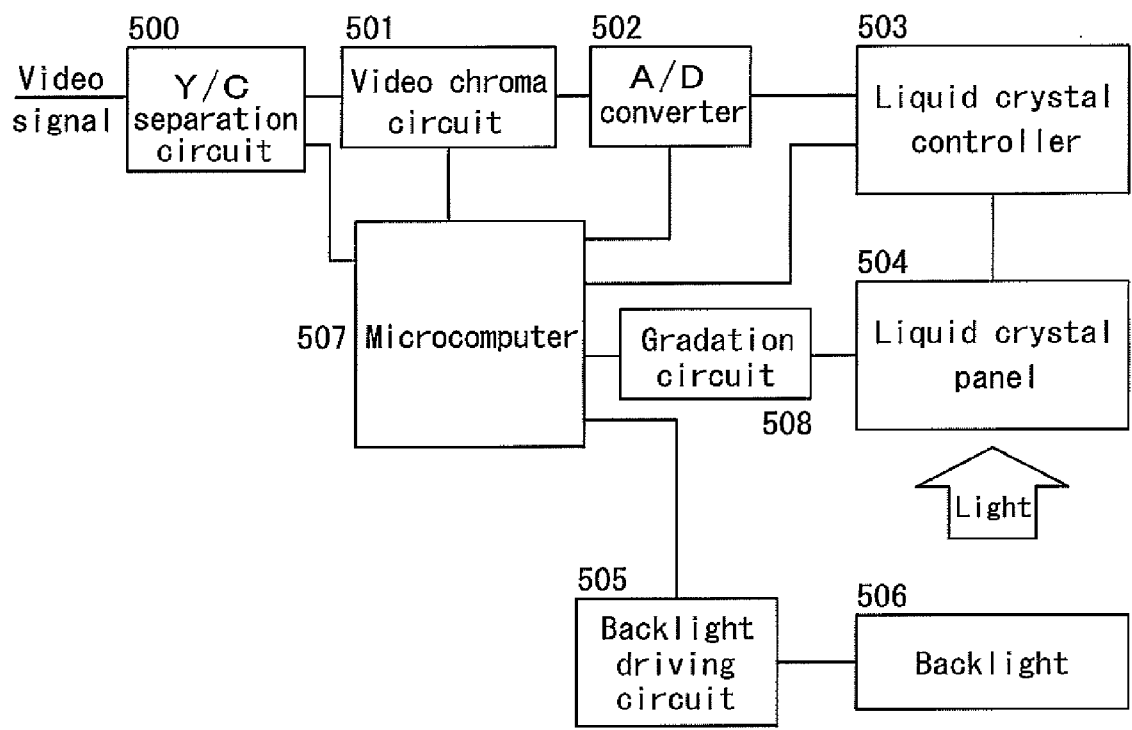 500
501
502
503
Video
signal
Y/C
separation
circuit
Video chroma
circuit
A/D
converter
Liquid crystal
controller
504
507
Microcomputer
Gradation
circuit
508
Liquid crystal
panel
Light
505
506
Backlight
driving
circuit
Backlight